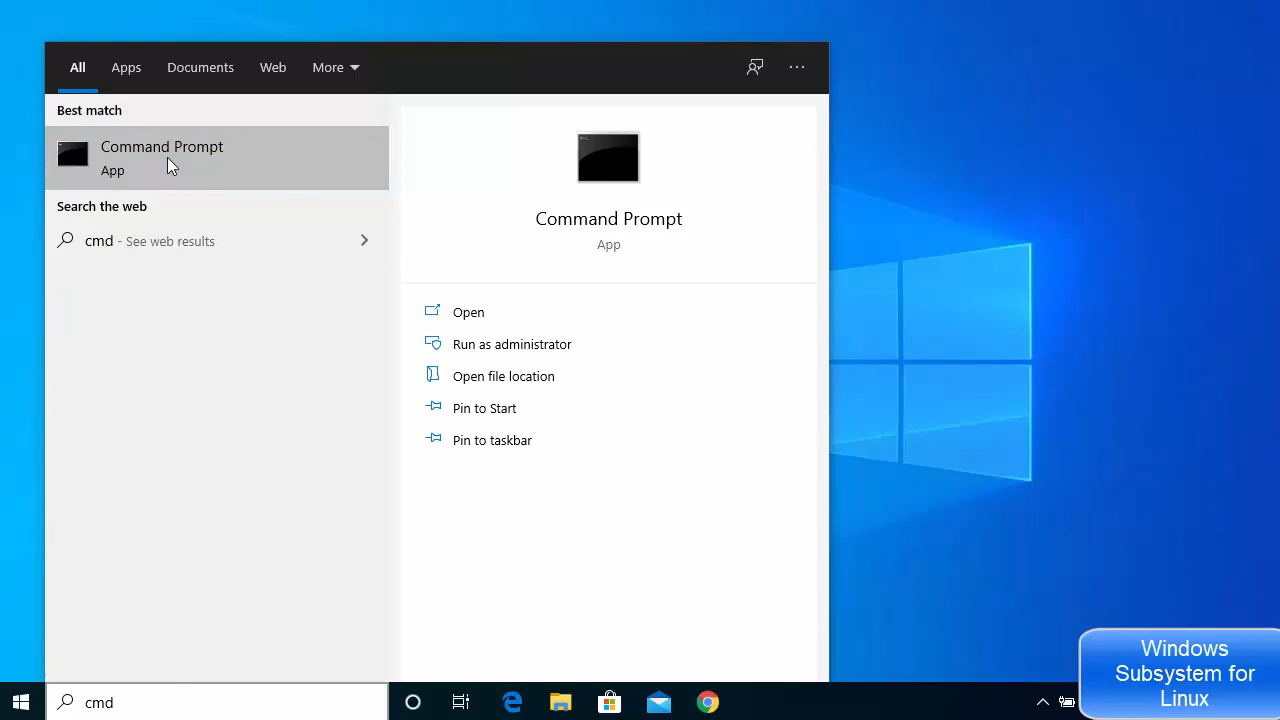 All Apps Documents Web More
Best match
Command Prompt
App
Search the web
cmd - See web results
Command Prompt
App
Open
Run as administrator
Open file location
Pin to Start
Pin to taskbar
cmd
Windows
Subsystem for
Linux